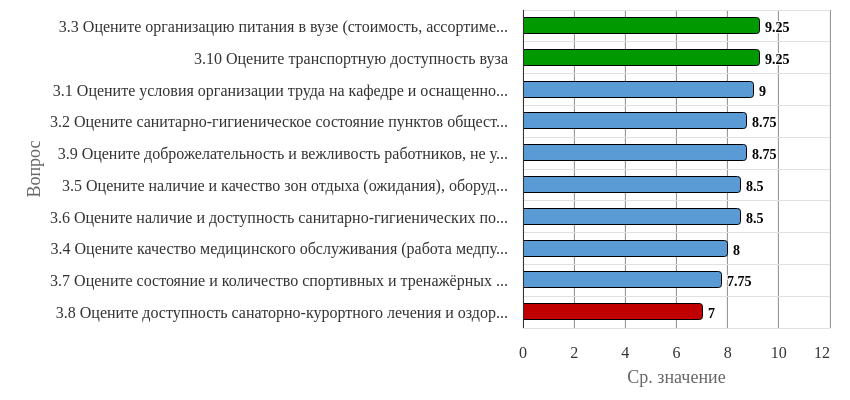 3.3 Оцените организацию питания в вузе (стоимость, ассортиме... 9.25
3.10 Оцените транспортную доступность вуза 9.25
3.1 Оцените условия организации труда на кафедре и оснащенно... 9
3.2 Оцените санитарно-гигиеническое состояние пунктов общест... 8.75
3.9 Оцените доброжелательность и вежливость работников, не у... 8.75
3.5 Оцените наличие и качество зон отдыха (ожидания), оборуд... 8.5
3.6 Оцените наличие и доступность санитарно-гигиенических по... 8.5
3.4 Оцените качество медицинского обслуживания (работа медпу... 8
3.7 Оцените состояние и количество спортивных и тренажёрных ... 7.75
3.8 Оцените доступность санаторно-курортного лечения и оздор... 7
Вопрос
0 2 4 6 8 10 12
Ср. значение